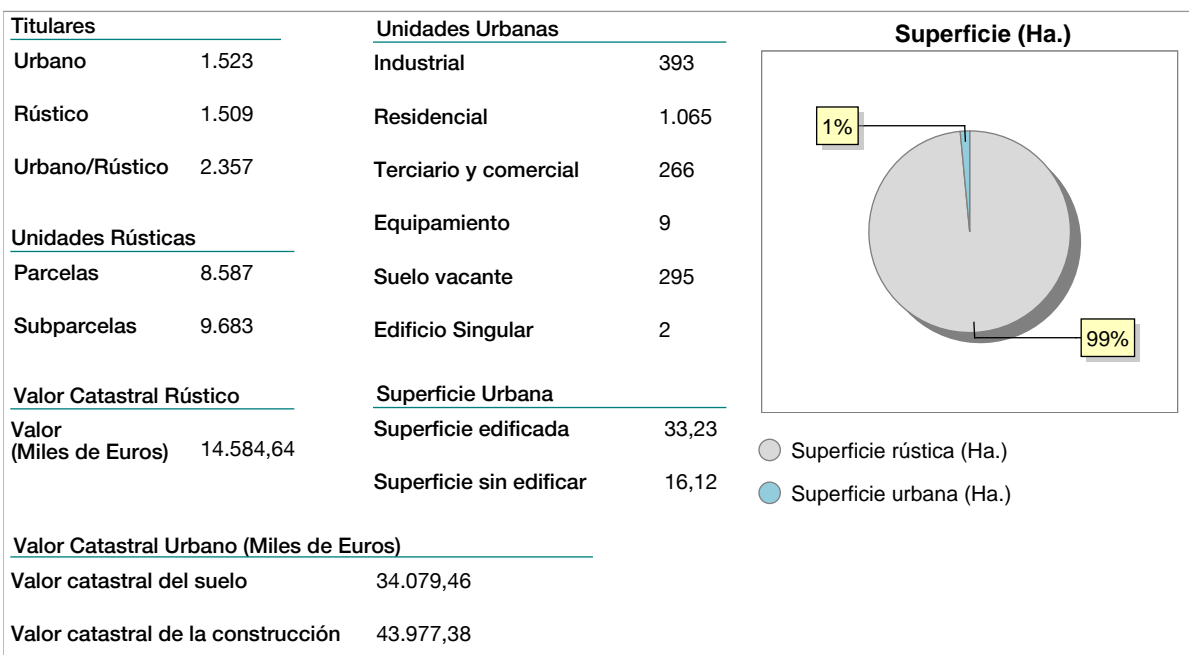 Titulares
Urbano 1.523
Rústico 1.509
Urbano/Rústico 2.357
Unidades Rústicas
Parcelas 8.587
Subparcelas 9.683
Valor Catastral Rústico
Valor
(Miles de Euros) 14.584,64
Unidades Urbanas
Industrial 393
Residencial 1.065
Terciario y comercial 266
Equipamiento 9
Suelo vacante 295
Edificio Singular 2
Superficie Urbana
Superficie edificada 33,23
Superficie sin edificar 16,12
Valor Catastral Urbano (Miles de Euros)
Valor catastral del suelo 34.079,46
Valor catastral de la construcción 43.977,38
Superficie (Ha.)
1%
99%
Superficie rústica (Ha.)
Superficie urbana (Ha.)